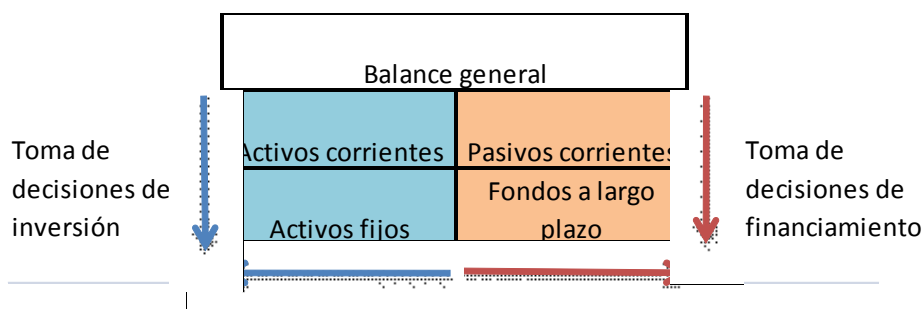 Balance general
Activos corrientes
Pasivos corrientes
Toma de
decisiones de
inversión
Activos fijos
Fondos a largo
plazo
Toma de
decisiones de
financiamiento